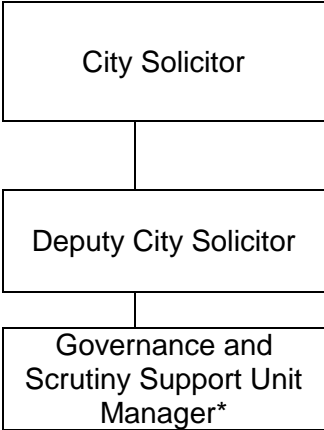 City Solicitor
Deputy City Solicitor
Governance and
Scrutiny Support Unit
Manager*